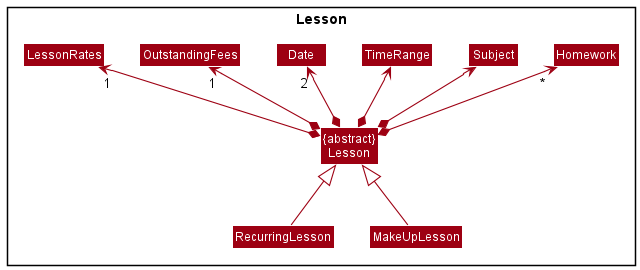 Lesson
LessonRates
OutstandingFees
Date
TimeRange
Subject
Homework
1
1
2
*
{abstract}
Lesson
RecurringLesson
MakeUpLesson